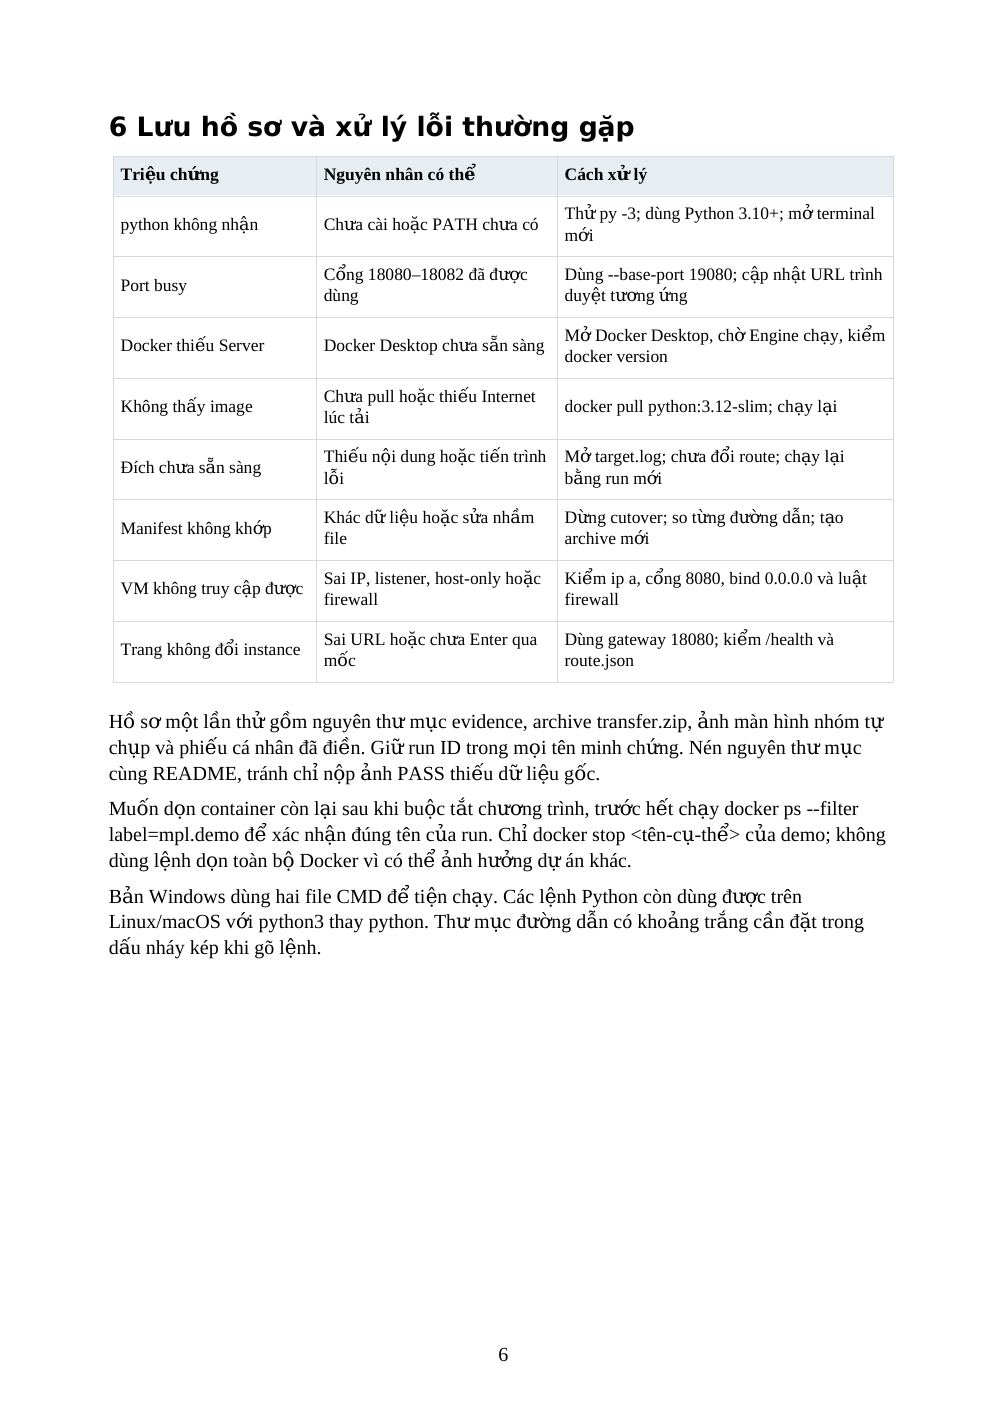 6 Lưu hồ sơ và xử lý lỗi thường gặp
Triệu chứng Nguyên nhân có thể Cách xử lý
python không nhận Chưa cài hoặc PATH chưa có Thử py -3; dùng Python 3.10+; mở terminal
mới
Port busy Cổng 18080–18082 đã được
dùng
Dùng --base-port 19080; cập nhật URL trình
duyệt tương ứng
Docker thiếu Server Docker Desktop chưa sẵn sàng Mở Docker Desktop, chờ Engine chạy, kiểm
docker version
Không thấy image Chưa pull hoặc thiếu Internet
lúc tải
docker pull python:3.12-slim; chạy lại
Đích chưa sẵn sàng Thiếu nội dung hoặc tiến trình
lỗi
Mở target.log; chưa đổi route; chạy lại
bằng run mới
Manifest không khớp Khác dữ liệu hoặc sửa nhầm
file
Dừng cutover; so từng đường dẫn; tạo
archive mới
VM không truy cập được Sai IP, listener, host-only hoặc
firewall
Kiểm ip a, cổng 8080, bind 0.0.0.0 và luật
firewall
Trang không đổi instance Sai URL hoặc chưa Enter qua
mốc
Dùng gateway 18080; kiểm /health và
route.json
Hồ sơ một lần thử gồm nguyên thư mục evidence, archive transfer.zip, ảnh màn hình nhóm tự
chụp và phiếu cá nhân đã điền. Giữ run ID trong mọi tên minh chứng. Nén nguyên thư mục
cùng README, tránh chỉ nộp ảnh PASS thiếu dữ liệu gốc.
Muốn dọn container còn lại sau khi buộc tắt chương trình, trước hết chạy docker ps --filter
label=mpl.demo để xác nhận đúng tên của run. Chỉ docker stop <tên-cụ-thể> của demo; không
dùng lệnh dọn toàn bộ Docker vì có thể ảnh hưởng dự án khác.
Bản Windows dùng hai file CMD để tiện chạy. Các lệnh Python còn dùng được trên
Linux/macOS với python3 thay python. Thư mục đường dẫn có khoảng trắng cần đặt trong
dấu nháy kép khi gõ lệnh.
6